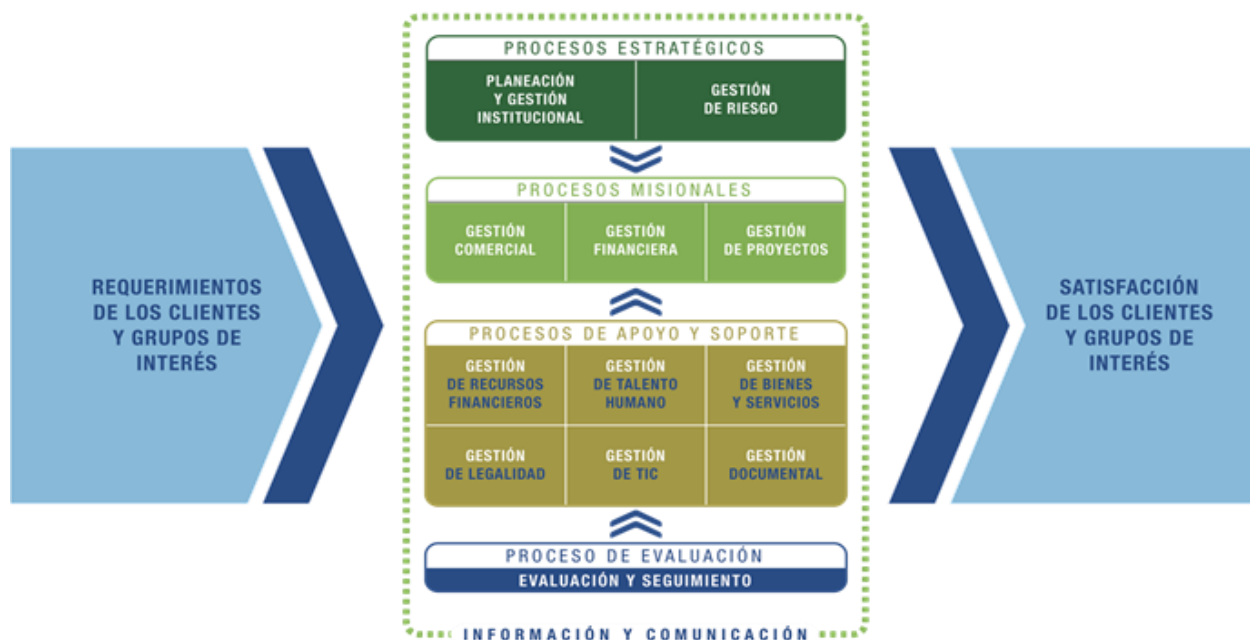 REQUERIMIENTOS
DE LOS CLIENTES
Y GRUPOS DE
INTERÉS
PROCESOS ESTRATÉGICOS
PLANEACIÓN
Y GESTIÓN
INSTITUCIONAL
GESTIÓN
DE RIESGO
PROCESOS MISIONALES
GESTIÓN
COMERCIAL
GESTIÓN
FINANCIERA
GESTIÓN
DE PROYECTOS
PROCESOS DE APOYO Y SOPORTE
GESTIÓN
DE RECURSOS
FINANCIEROS
GESTIÓN
DE TALENTO
HUMANO
GESTIÓN
DE BIENES
Y SERVICIOS
GESTIÓN
DE LEGALIDAD
GESTIÓN
DE TIC
GESTIÓN
DOCUMENTAL
PROCESO DE EVALUACIÓN
EVALUACIÓN Y SEGUIMIENTO
INFORMACIÓN Y COMUNICACIÓN
SATISFACCIÓN
DE LOS CLIENTES
Y GRUPOS DE
INTERÉS